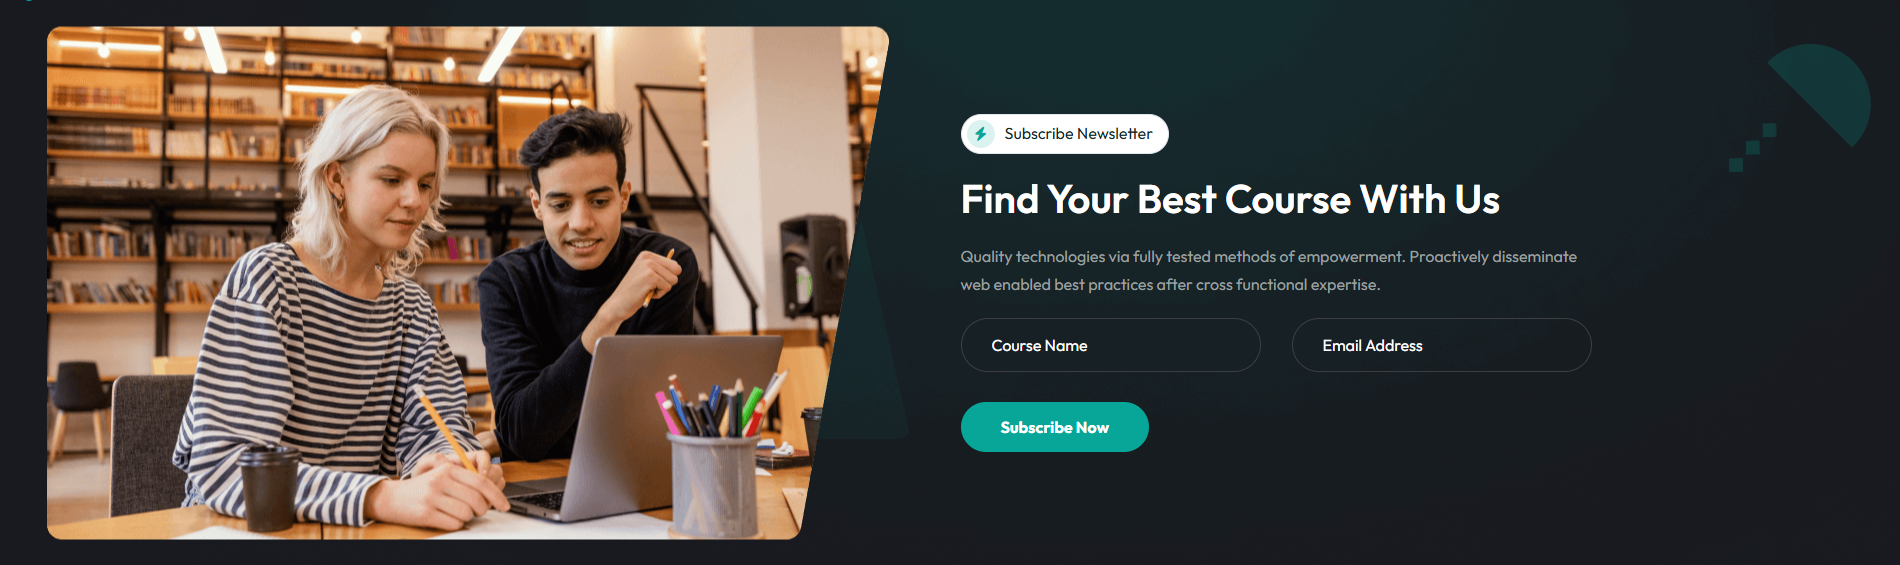 Subscribe Newsletter
Find Your Best Course With Us
Quality technologies via fully tested methods of empowerment. Proactively disseminate
web enabled best practices after cross functional expertise.
Course Name
Email Address
Subscribe Now